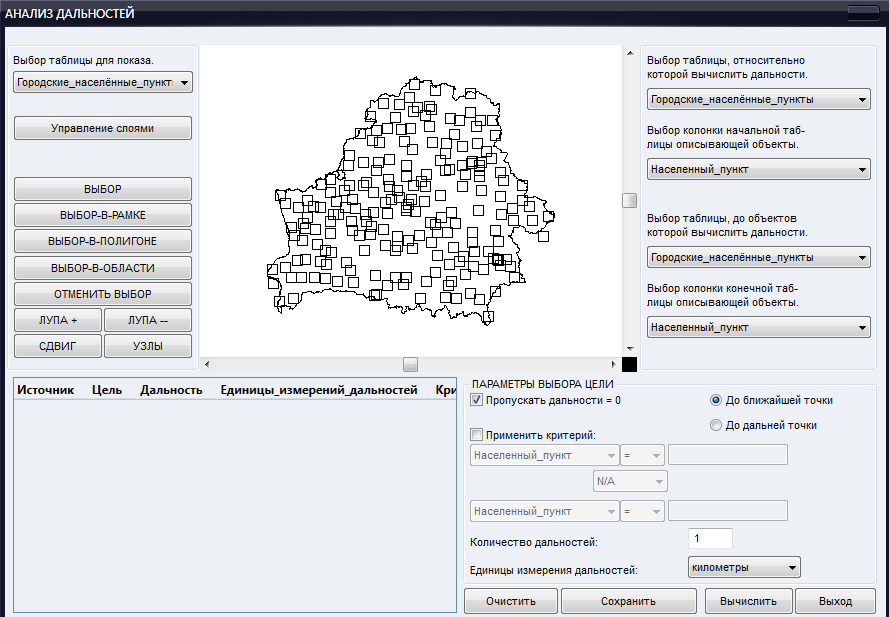 АНАЛИЗ ДАЛЬНОСТЕЙ
Выбор таблицы для показа.
Городские_населённые_пункт
Управление слоями
ВЫБОР
ВЫБОР-В-РАМКЕ
ВЫБОР-В-ПОЛИГОНЕ
ВЫБОР-В-ОБЛАСТИ
ОТМЕНИТЬ ВЫБОР
ЛУПА +
ЛУПА --
СДВИГ
УЗЛЫ
Выбор таблицы, относительно
которой вычислить дальности.
Городские_населённые_пункты
Выбор колонки начальной таб-
лицы описывающей объекты.
Населенный_пункт
Выбор таблицы, до объектов
которой вычислить дальности.
Городские_населённые_пункты
Выбор колонки конечной таб-
лицы описывающей объекты.
Населенный_пункт
Источник Цель Дальность Единицы_измерений_дальностей Кри
ПАРАМЕТРЫ ВЫБОРА ЦЕЛИ
Пропускать дальности = 0
До ближайшей точки
До дальней точки
Применить критерий:
Населенный_пункт =
N/A
Населенный_пункт =
Количество дальностей: 1
Единицы измерения дальностей: километры
Очистить
Сохранить
Вычислить
Выход